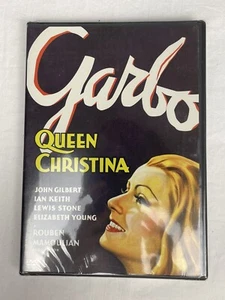 Garbo
QUEEN
CHRISTINA
JOHN GILBERT
IAN KEITH
LEWIS STONE
ELIZABETH YOUNG
ROUBEN
MAMOULIAN